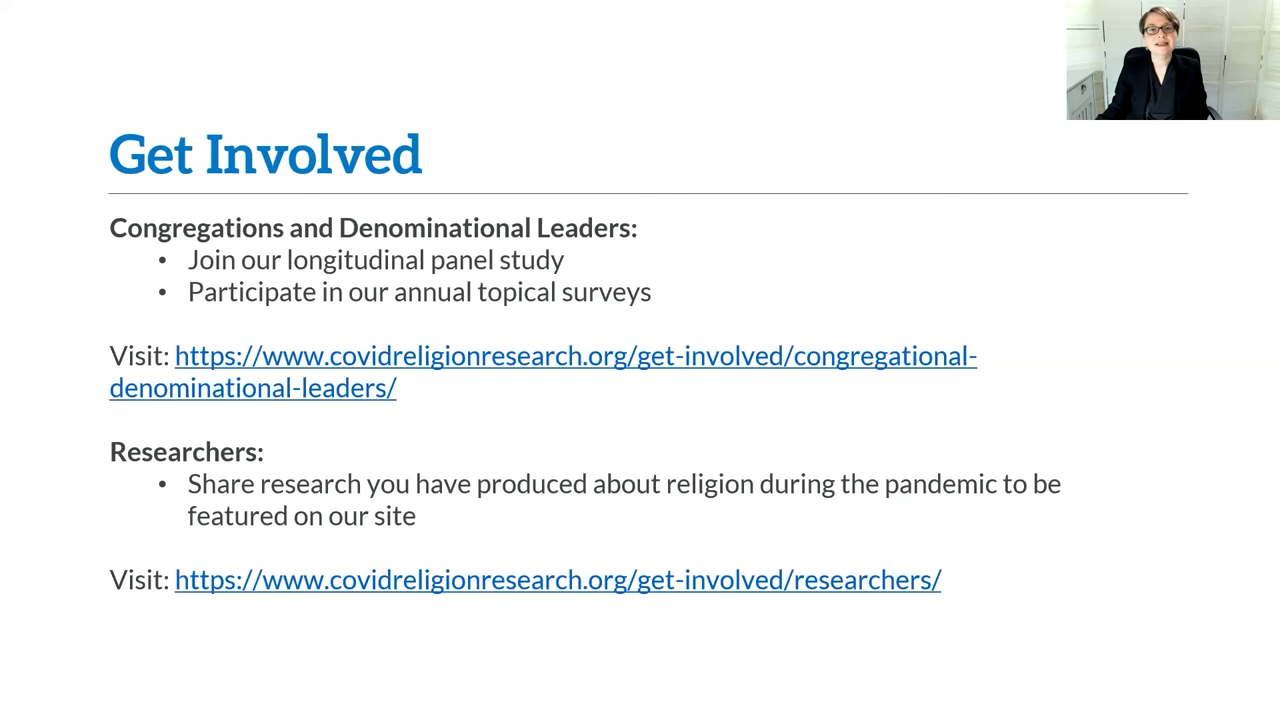 Get Involved
Congregations and Denominational Leaders:
• Join our longitudinal panel study
• Participate in our annual topical surveys
Visit: https://www.covidreligionresearch.org/get-involved/congregational-
denominational-leaders/
Researchers:
• Share research you have produced about religion during the pandemic to be
featured on our site
Visit: https://www.covidreligionresearch.org/get-involved/researchers/